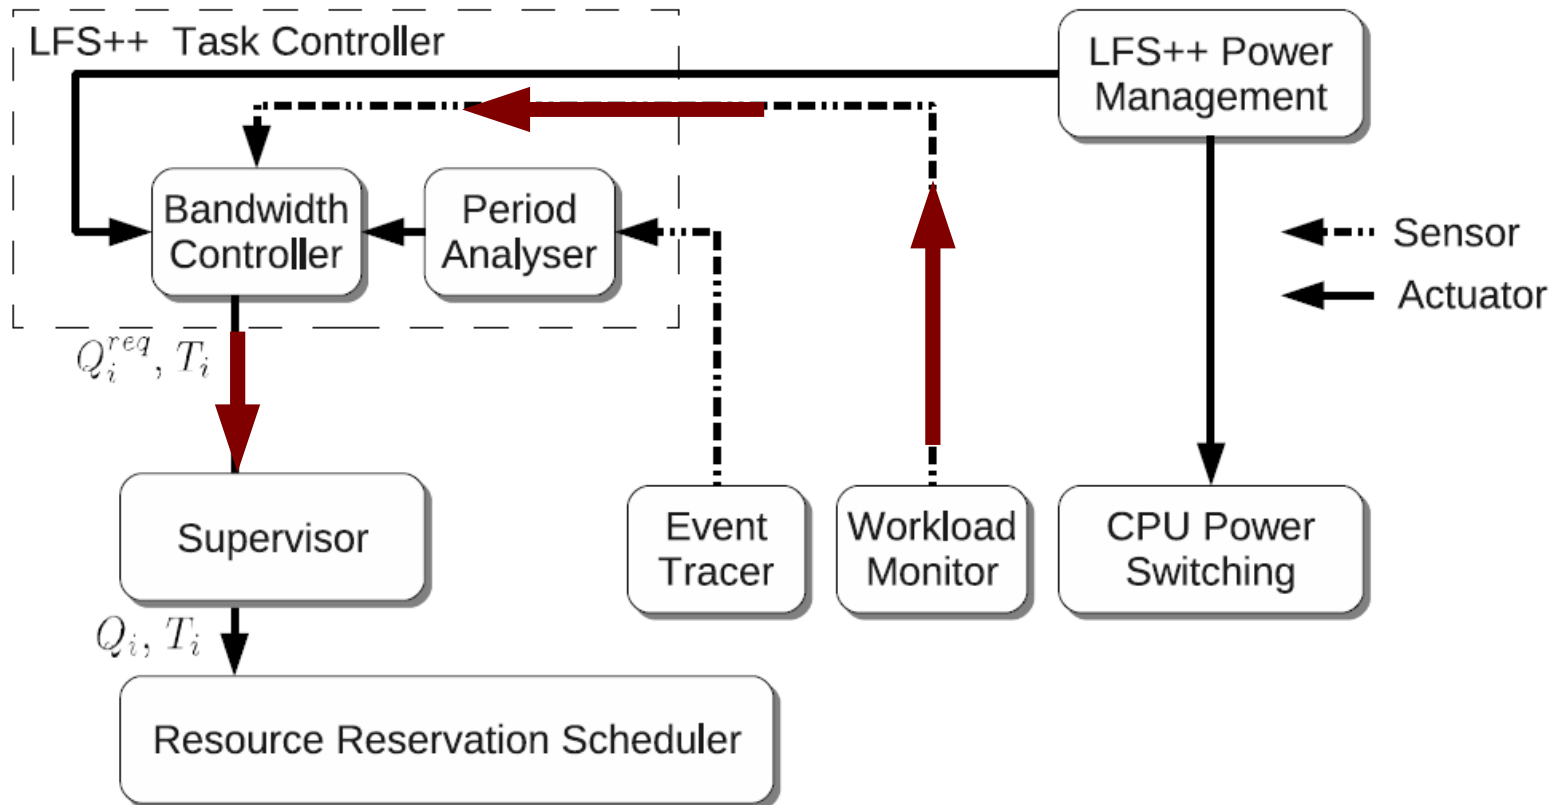 LFS++ Task Controller
LFS++ Power
Management
Bandwidth
Controller
Period
Analyser
Sensor
Actuator
Q_i^{req}, T_i
Supervisor
Event
Tracer
Workload
Monitor
CPU Power
Switching
Q_i, T_i
Resource Reservation Scheduler